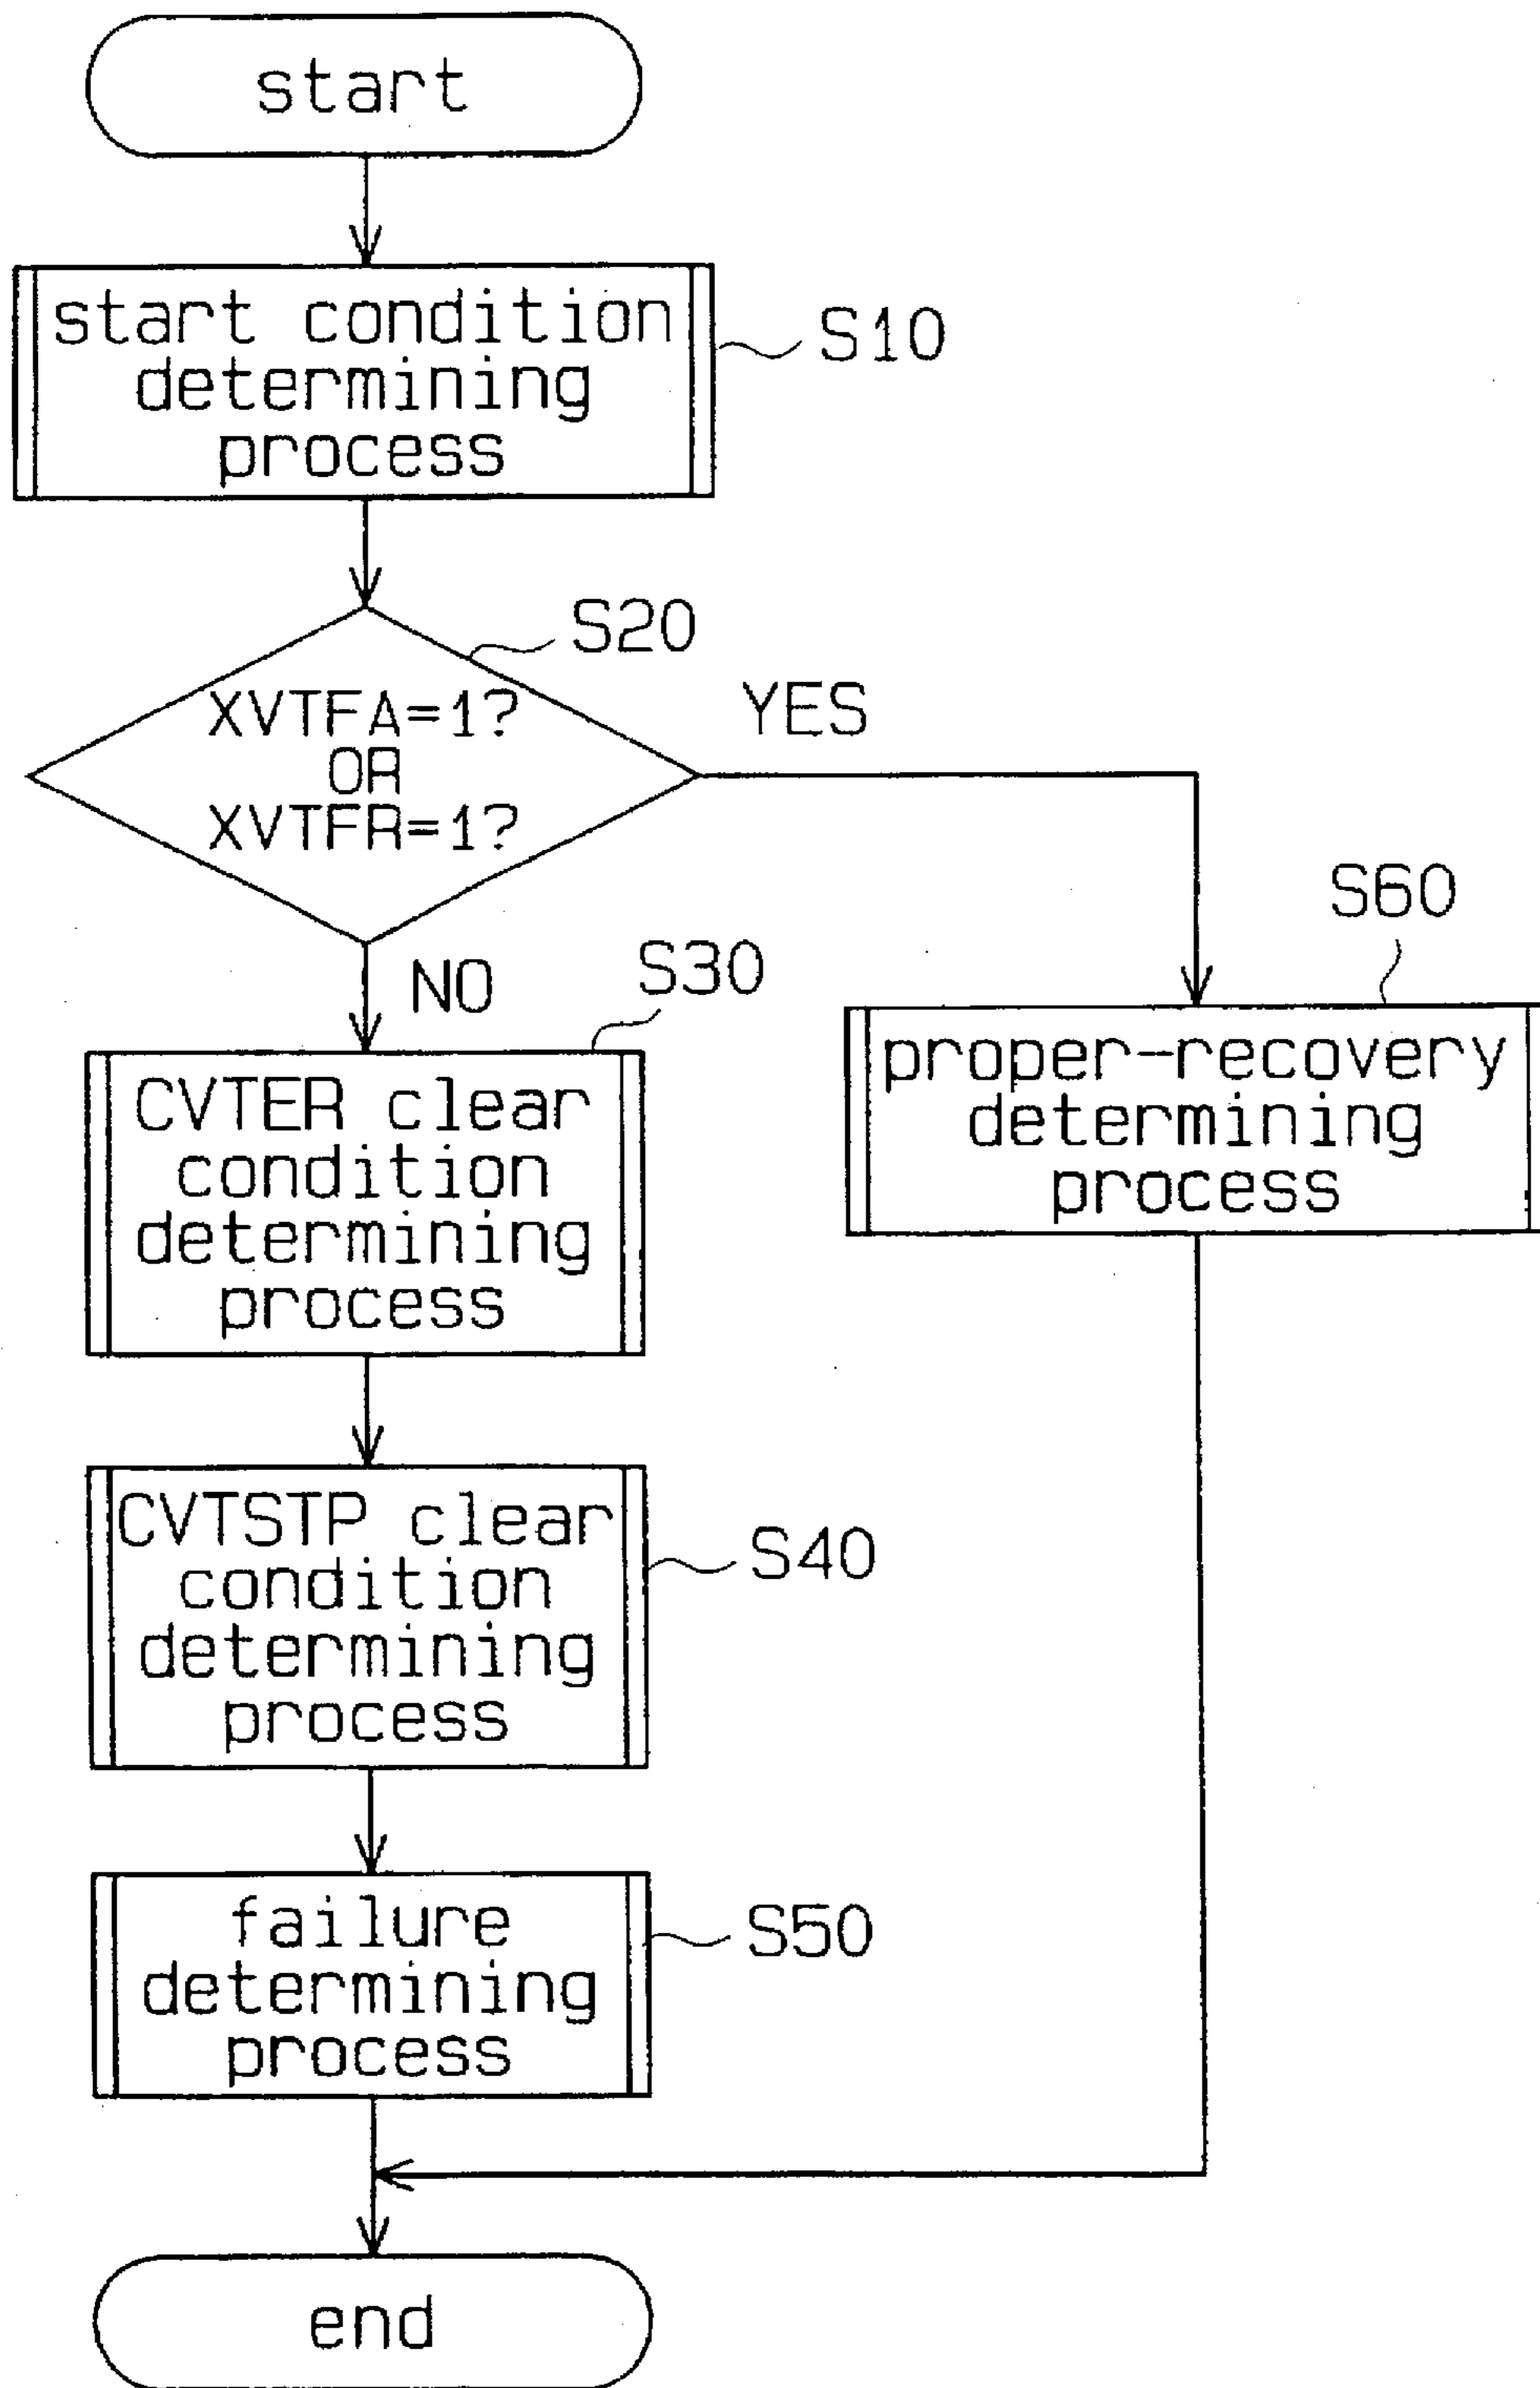 start
start condition
determining
process
S10
S20
XVTFA=1?
OR
XVTFR=1?
YES
NO
S30
CVTER clear
condition
determining
process
S60
proper-recovery
determining
process
CVTSTP clear
condition
determining
process
S40
failure
determining
process
S50
end